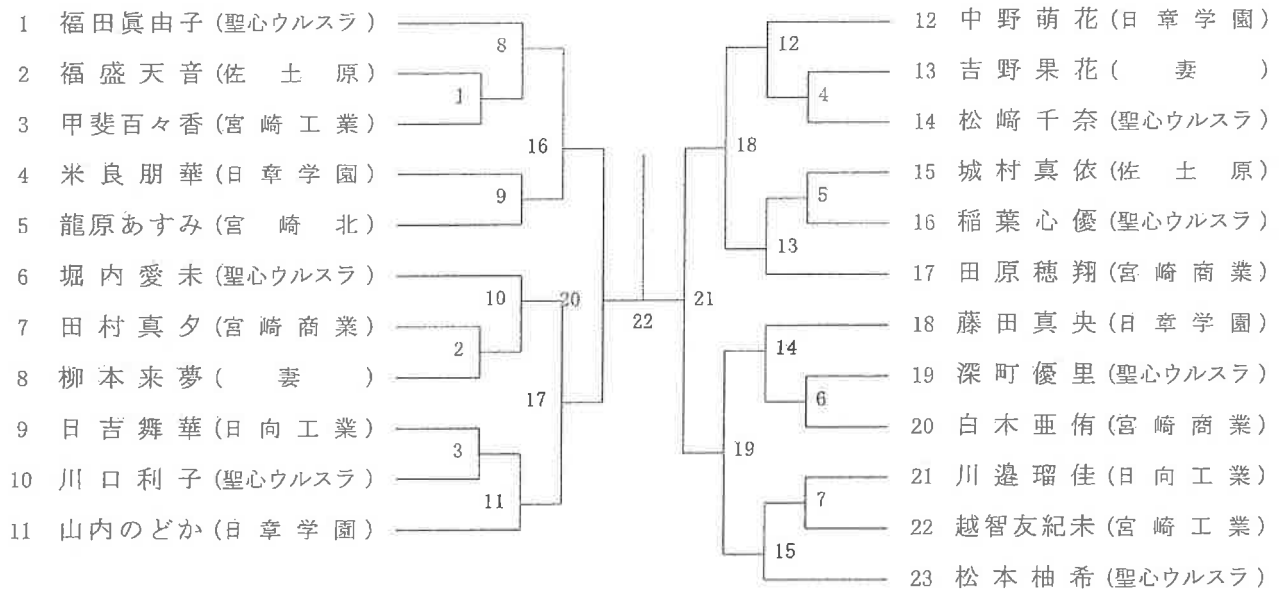 1 福田眞由子 (聖心ウルスラ)
2 福盛天音 (佐土原)
3 甲斐百々香 (宮崎工業)
4 米良朋華 (日章学園)
5 龍原あすみ (宮崎北)
6 堀内愛未 (聖心ウルスラ)
7 田村真夕 (宮崎商業)
8 柳本来夢 (妻)
9 日吉舞華 (日向工業)
10 川口利子 (聖心ウルスラ)
11 山内のどか (日章学園)
8
1
16
9
10
20
2
17
3
11
22
12
4
18
5
13
21
14
6
19
7
15
12 中野萌花 (日章学園)
13 吉野果花 (妻)
14 松﨑千奈 (聖心ウルスラ)
15 城村真依 (佐土原)
16 稲葉心優 (聖心ウルスラ)
17 田原穂翔 (宮崎商業)
18 藤田真央 (日章学園)
19 深町優里 (聖心ウルスラ)
20 白木亜侑 (宮崎商業)
21 川邉瑠佳 (日向工業)
22 越智友紀未 (宮崎工業)
23 松本柚希 (聖心ウルスラ)